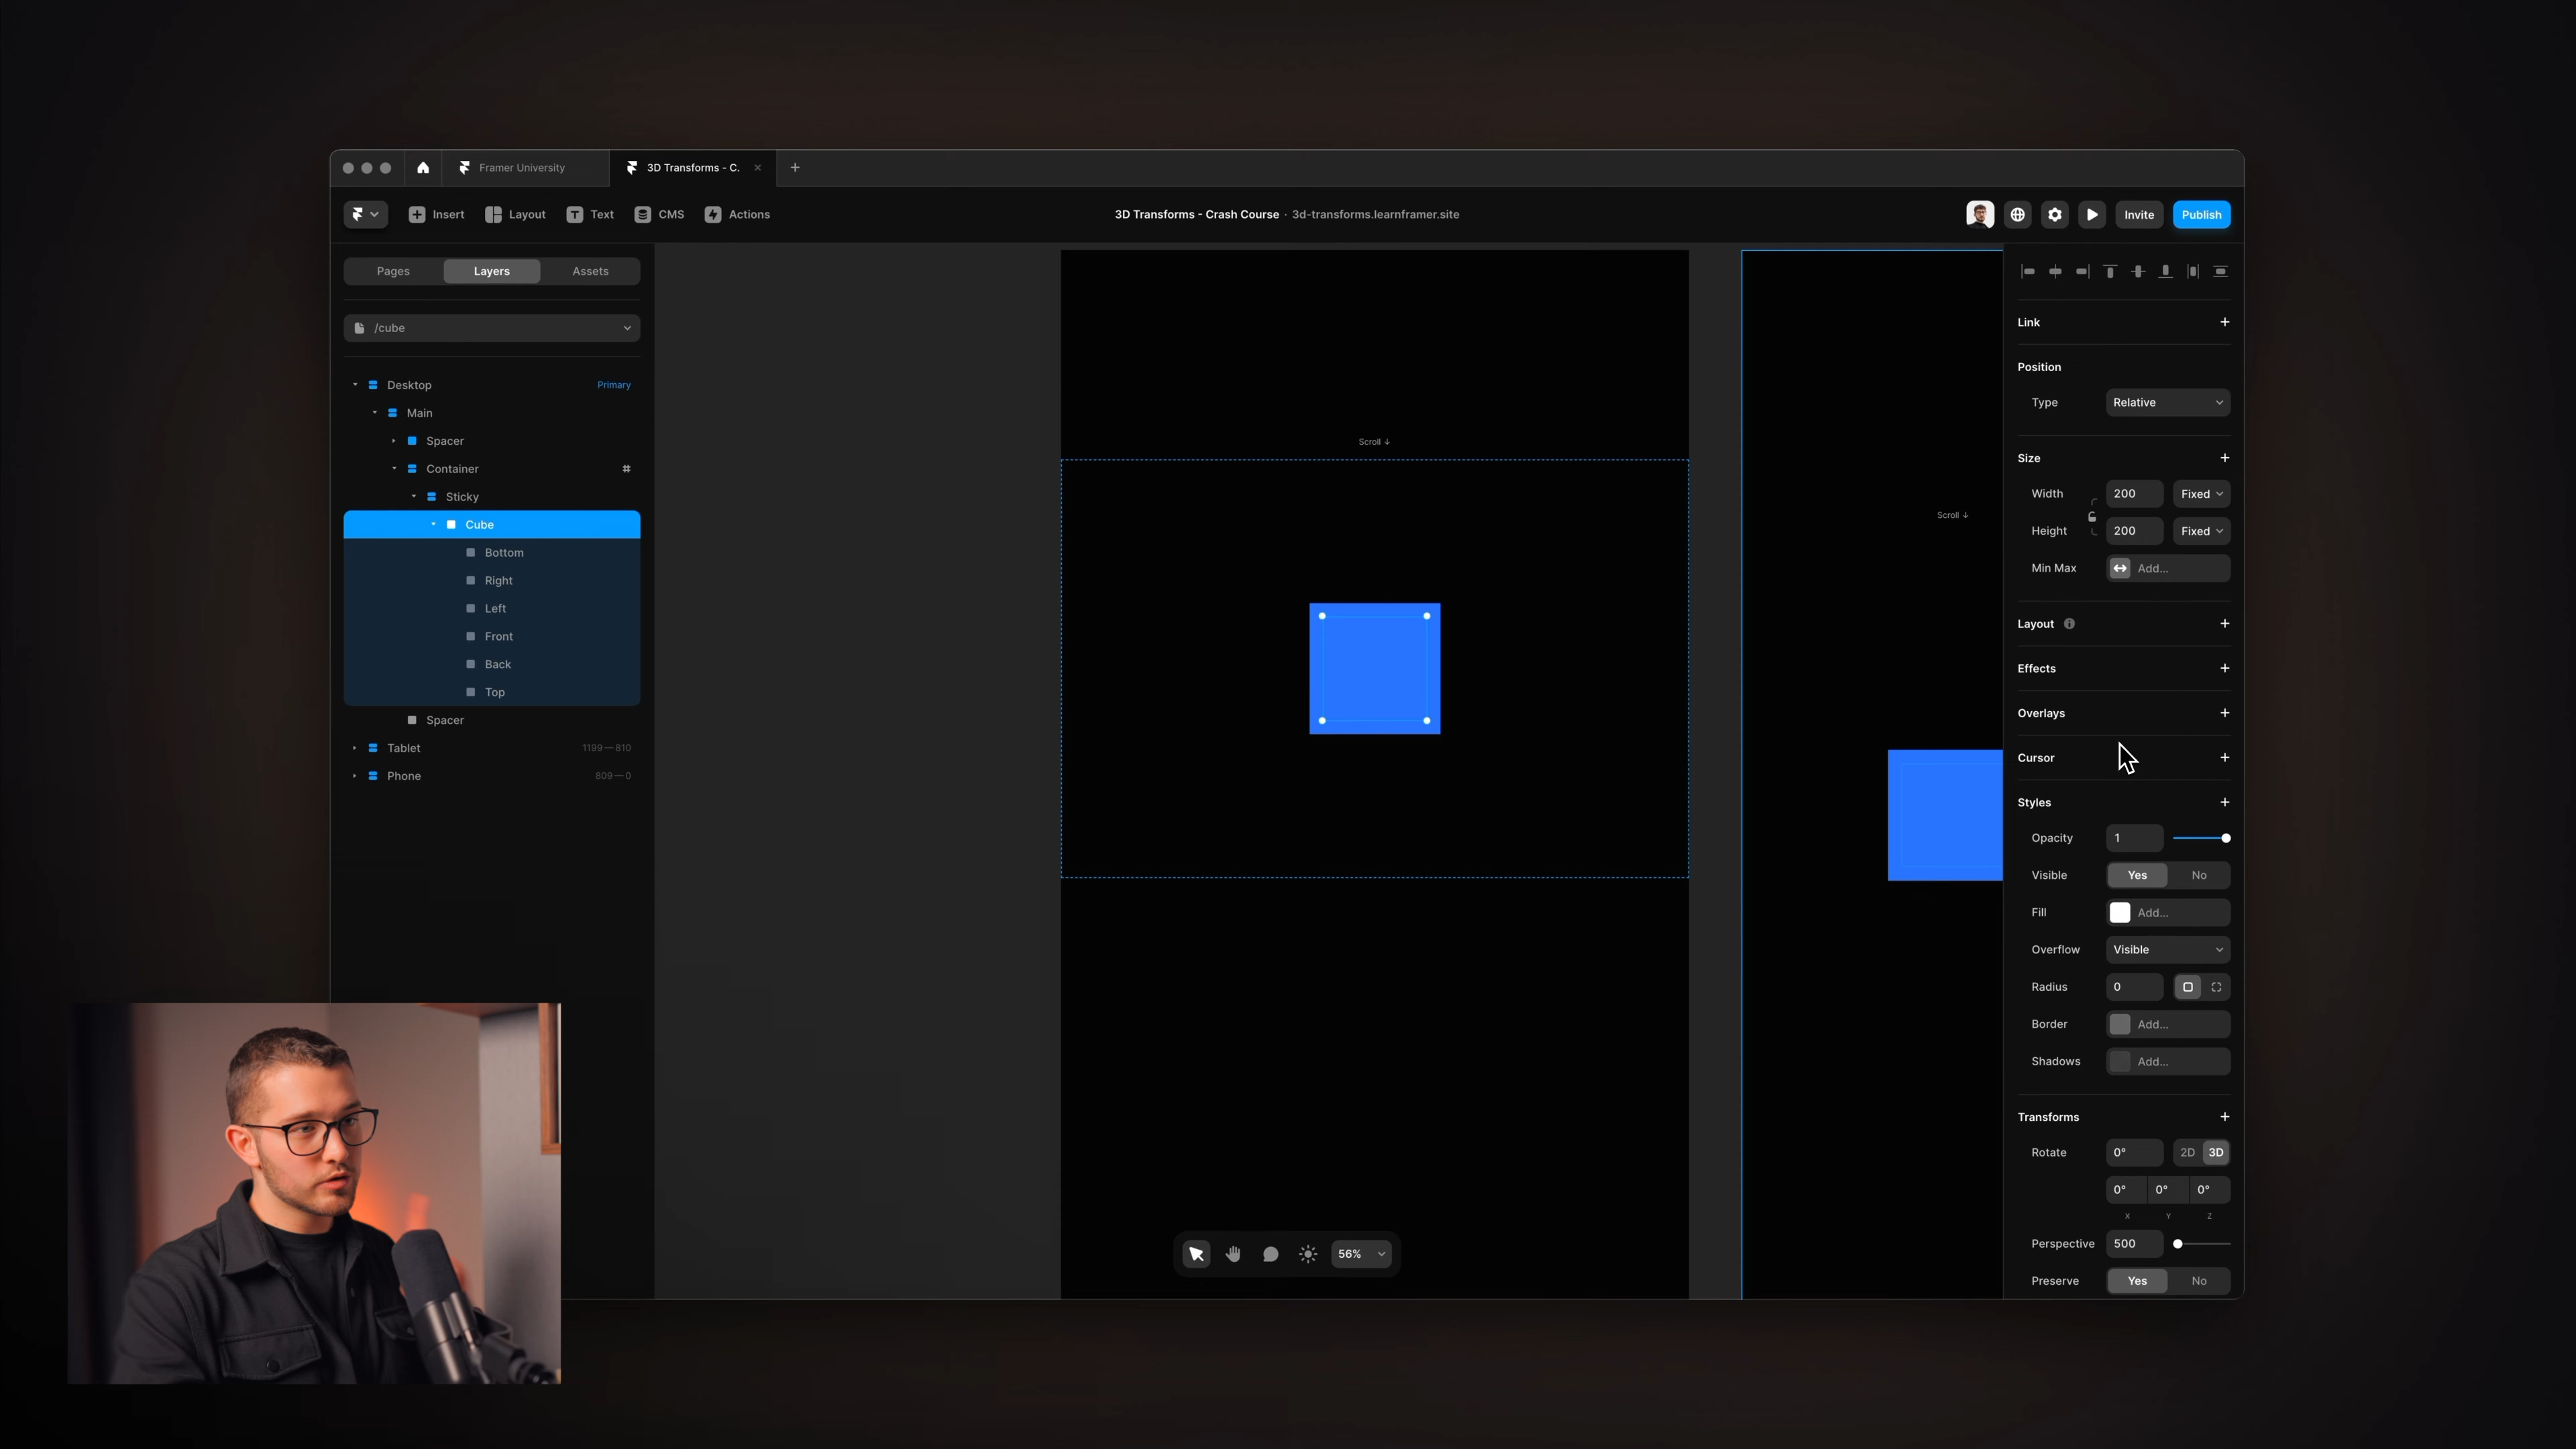 Framer University
3D Transforms - C.
Insert
Layout
Text
CMS
Actions
3D Transforms - Crash Course · 3d-transforms.learnframer.site
Invite
Publish
Pages
Layers
Assets
/cube
Desktop
Primary
Main
Spacer
Container
Sticky
Cube
Bottom
Right
Left
Front
Back
Top
Spacer
Tablet
1199—810
Phone
809—0
Scroll ↓
Scroll ↓
56%
Link
Position
Type
Relative
Size
Width
200
Fixed
Height
200
Fixed
Min Max
Add...
Layout
Effects
Overlays
Cursor
Styles
Opacity
1
Visible
Yes
No
Fill
Add...
Overflow
Visible
Radius
0
Border
Add...
Shadows
Add...
Transforms
Rotate
0°
2D
3D
0°
0°
0°
X
Y
Z
Perspective
500
Preserve
Yes
No